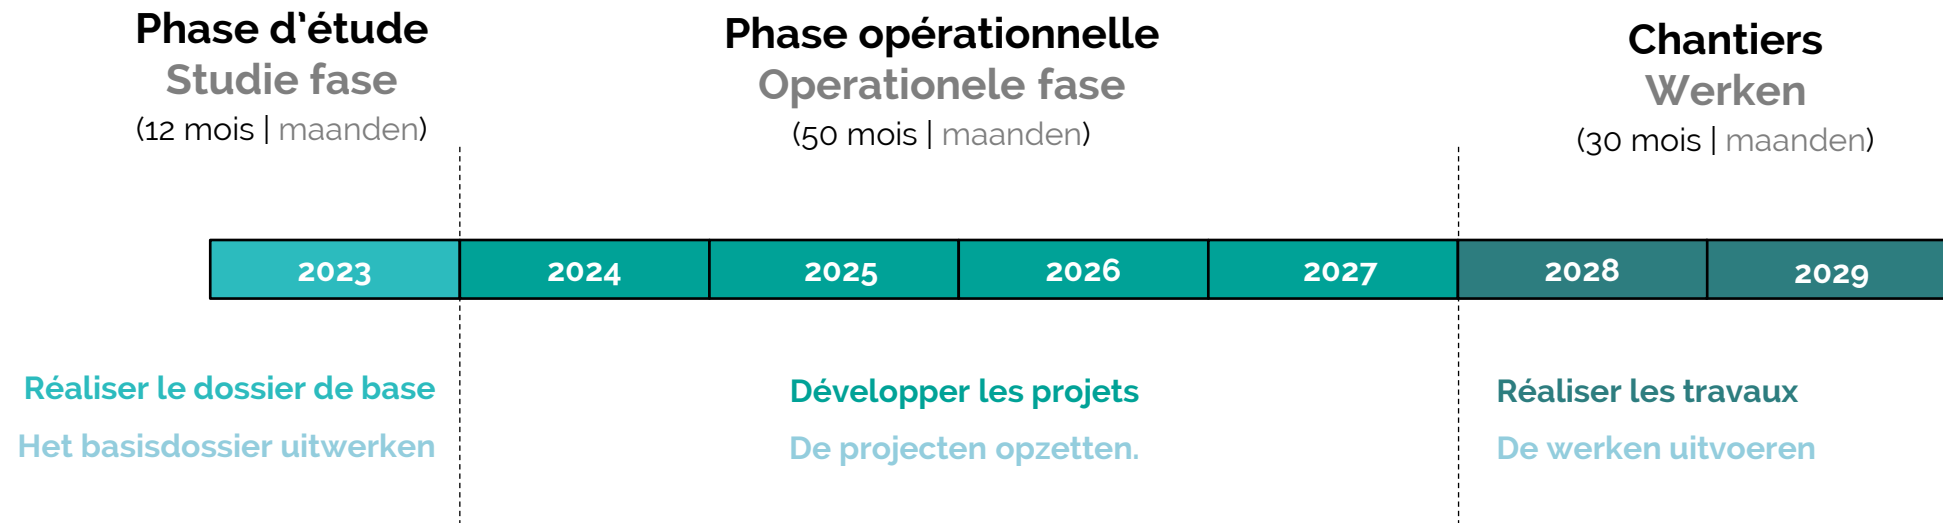 Phase d’étude
Studie fase
(12 mois | maanden)
Phase opérationnelle
Operationele fase
(50 mois | maanden)
Chantiers
Werken
(30 mois | maanden)
2023 2024 2025 2026 2027 2028 2029
Réaliser le dossier de base
Het basisdossier uitwerken
Développer les projets
De projecten opzetten.
Réaliser les travaux
De werken uitvoeren